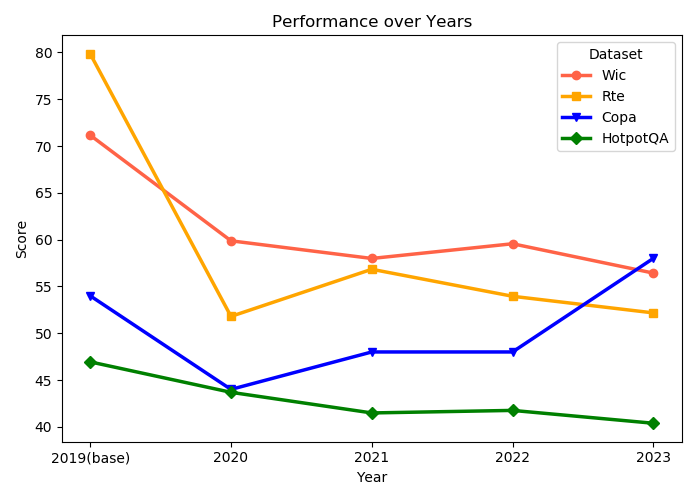 Performance over Years
80
75
70
65
60
55
50
45
40
Score
Dataset
Wic
Rte
Copa
HotpotQA
2019(base) 2020 2021 2022 2023
Year